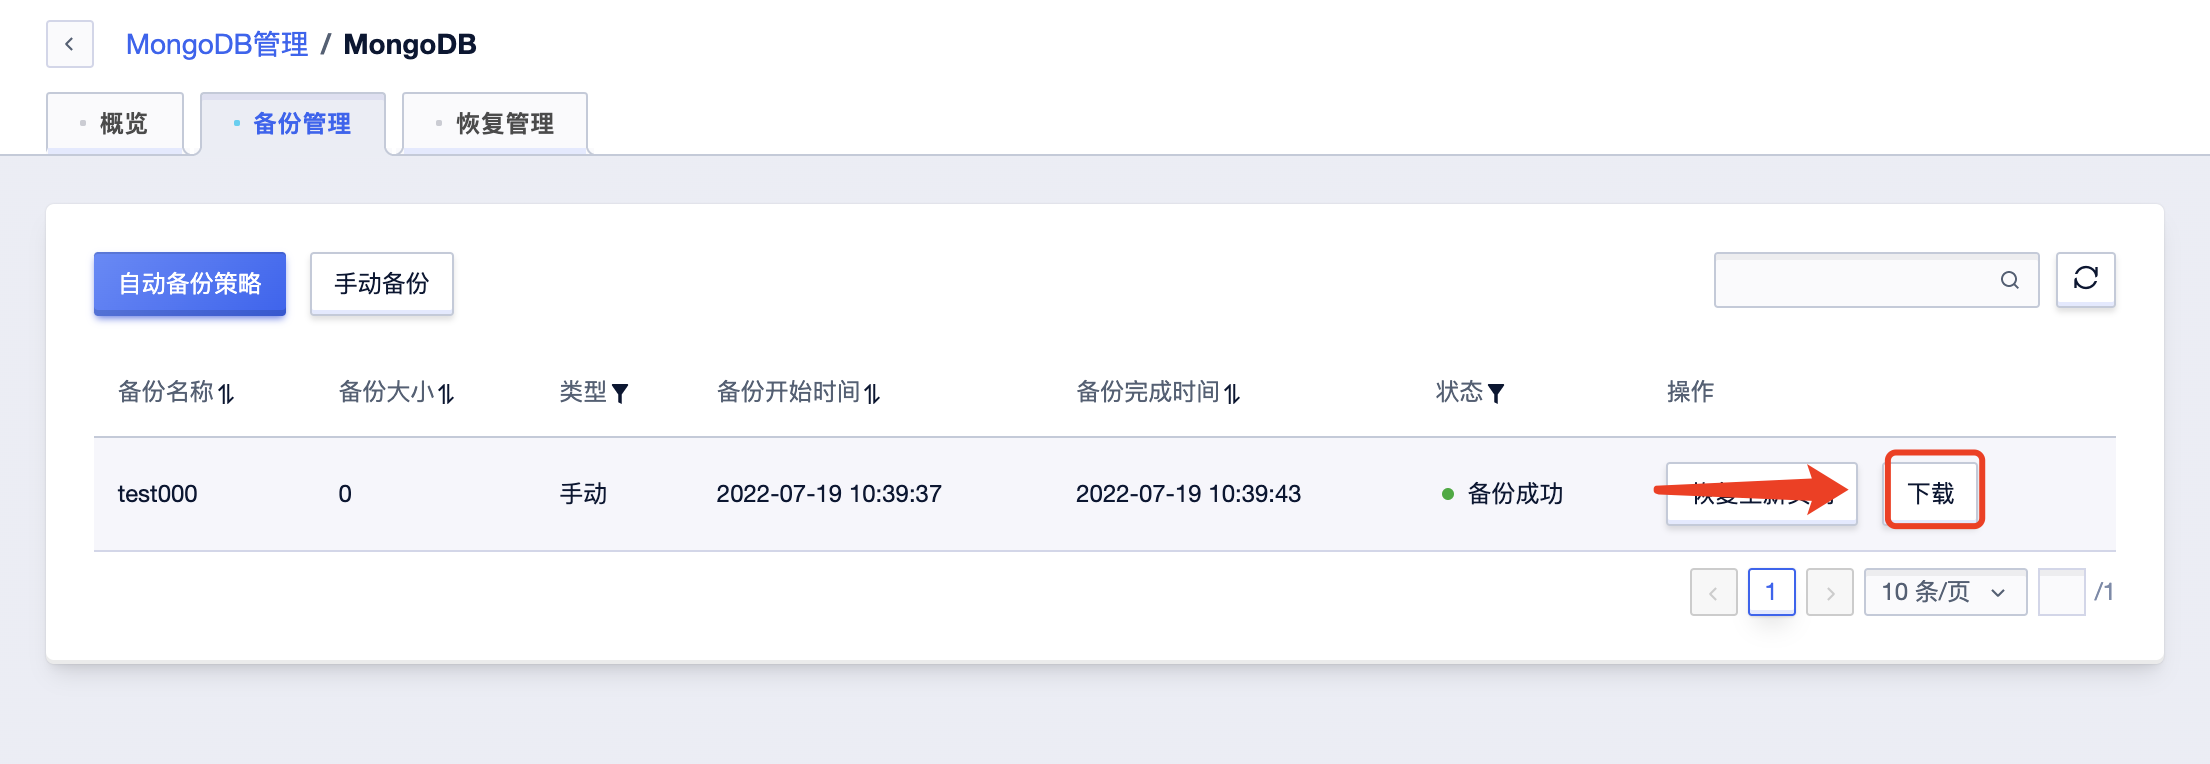 MongoDB管理 / MongoDB
概览 备份管理 恢复管理
自动备份策略 手动备份
备份名称 备份大小 类型 备份开始时间 备份完成时间 状态 操作
test000 0 手动 2022-07-19 10:39:37 2022-07-19 10:39:43 备份成功 下载
1 10 条/页 /1